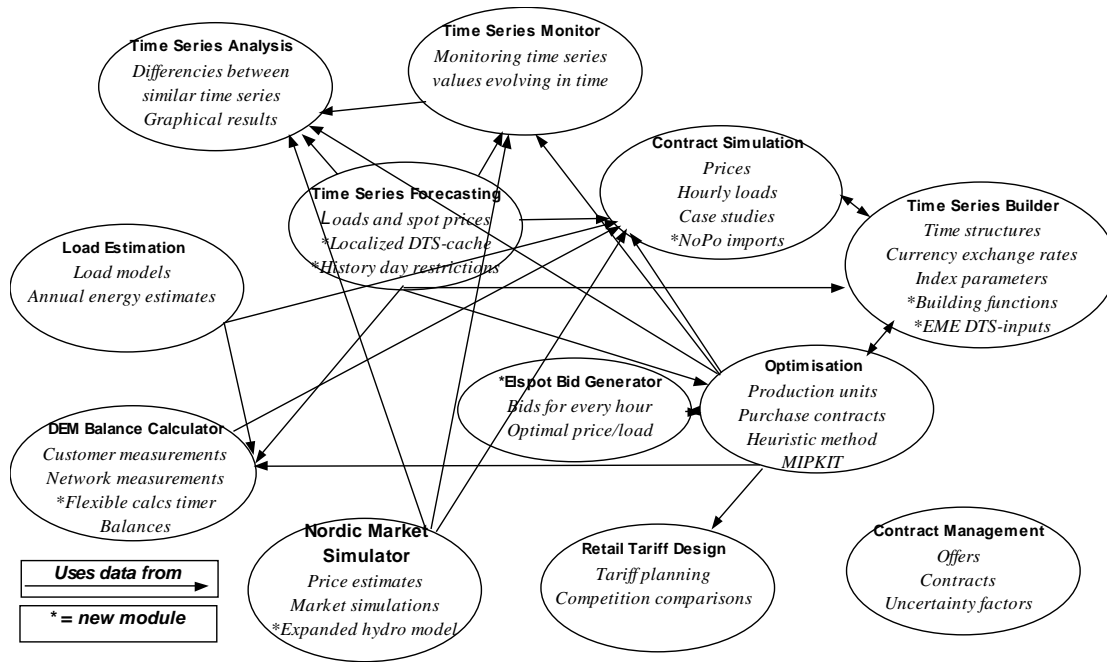 Time Series Analysis
Differencies between
similar time series
Graphical results
Time Series Monitor
Monitoring time series
values evolving in time
Contract Simulation
Prices
Hourly loads
Case studies
*NoPo imports
Time Series Forecasting
Loads and spot prices
*Localized DTS-cache
*History day restrictions
Time Series Builder
Time structures
Currency exchange rates
Index parameters
*Building functions
*EME DTS-inputs
Load Estimation
Load models
Annual energy estimates
*Elspot Bid Generator
Bids for every hour
Optimal price/load
Optimisation
Production units
Purchase contracts
Heuristic method
MIPKIT
DEM Balance Calculator
Customer measurements
Network measurements
*Flexible calcs timer
Balances
Nordic Market
Simulator
Price estimates
Market simulations
*Expanded hydro model
Retail Tariff Design
Tariff planning
Competition comparisons
Contract Management
Offers
Contracts
Uncertainty factors
Uses data from
* = new module